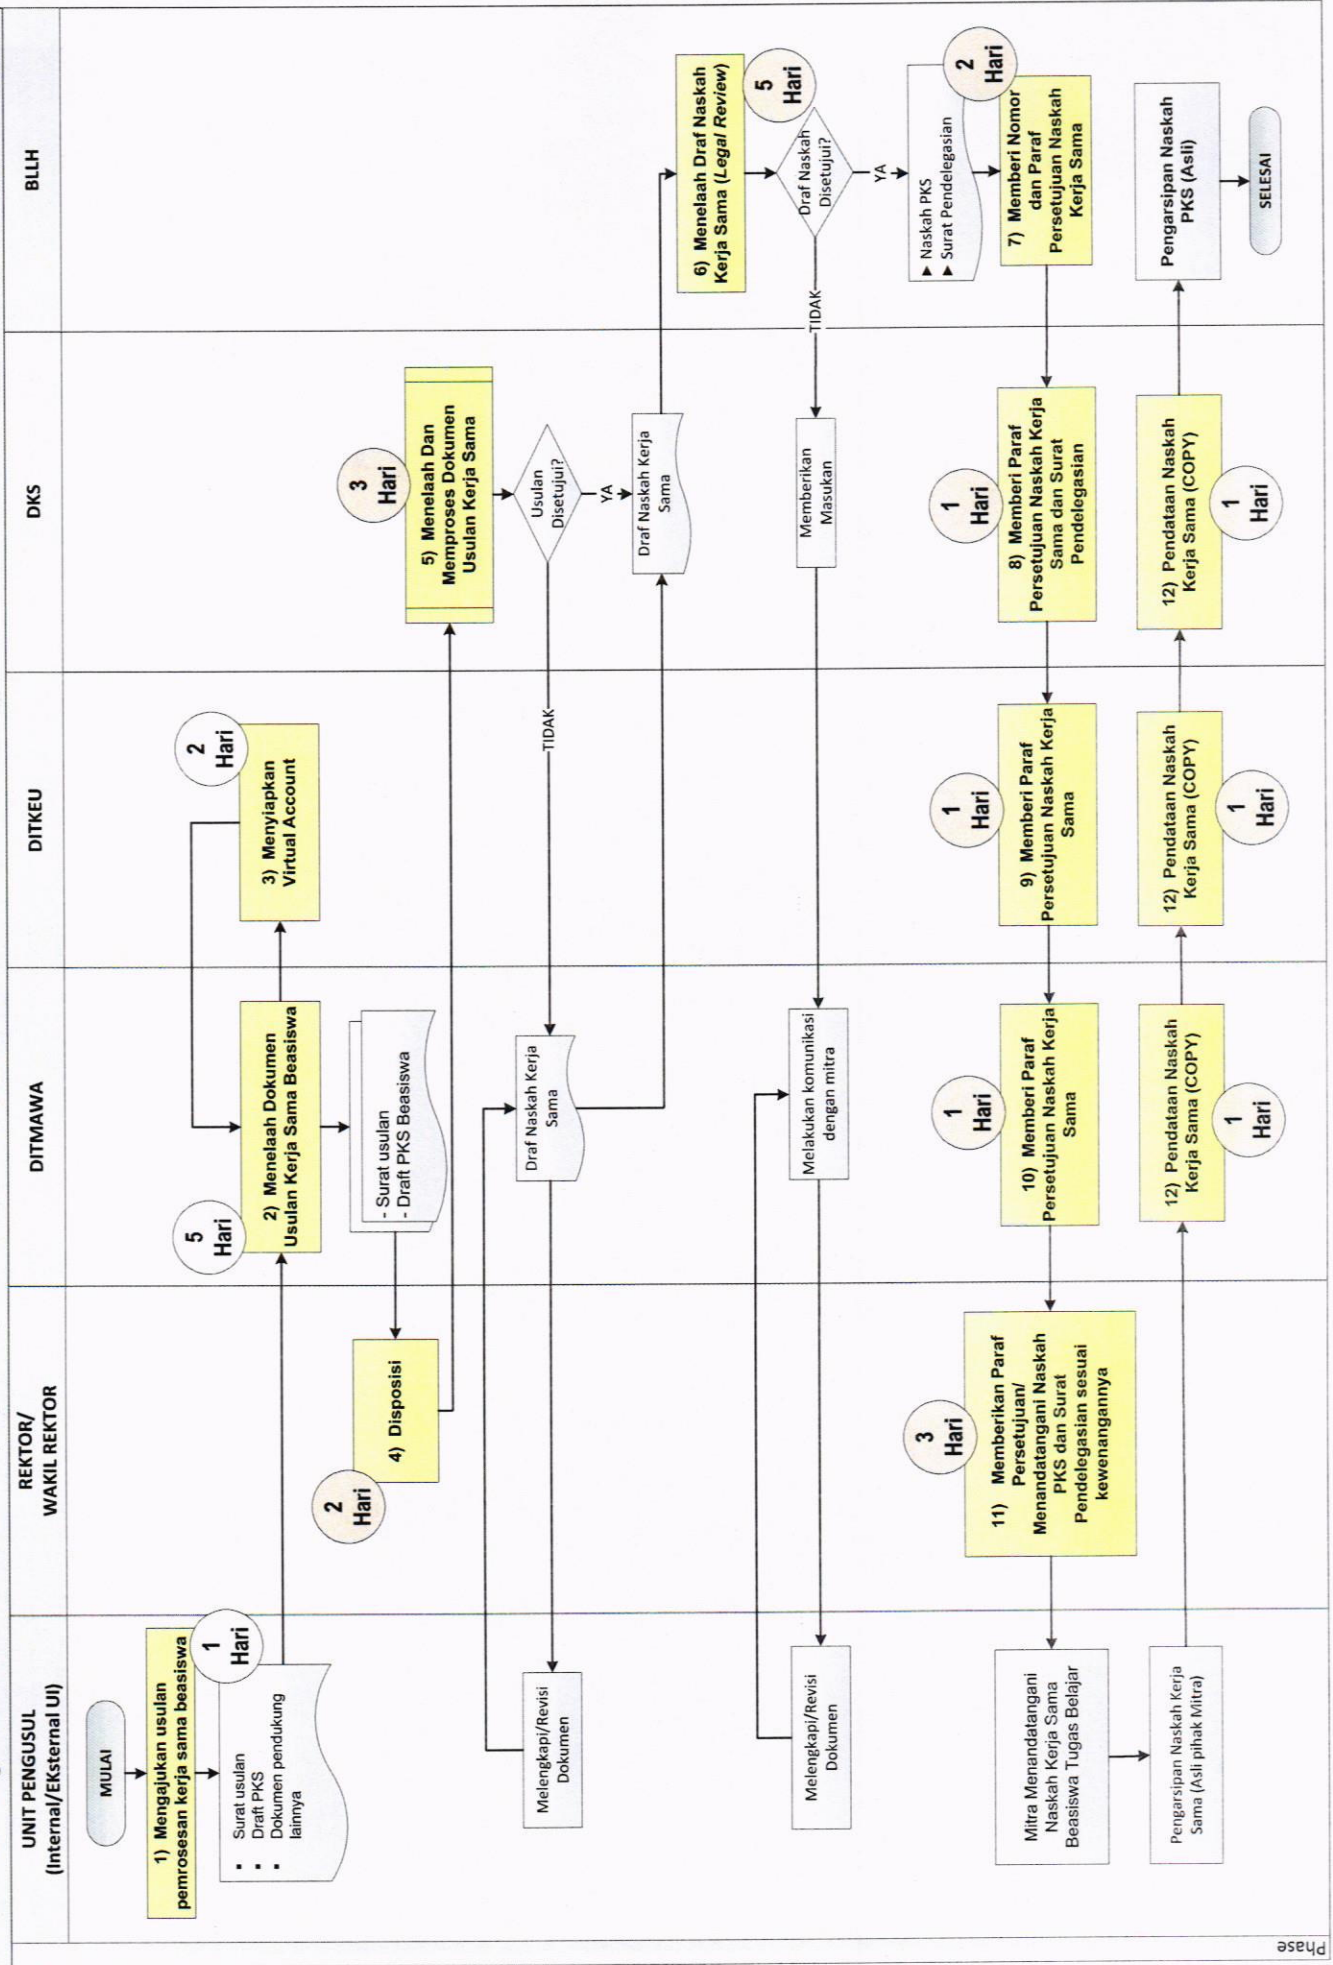 UNIT PENGUSUL
(Internal/EKsternal UI)
REKTOR/
WAKIL REKTOR
DITMAWA
DITKEU
DKS
BLLH
MULAI
1) Mengajukan usulan
pemrosesan kerja sama beasiswa
1
Hari
▪ Surat usulan
▪ Draft PKS
▪ Dokumen pendukung
lainnya
5
Hari
2) Menelaah Dokumen
Usulan Kerja Sama Beasiswa
2
Hari
3) Menyiapkan
Virtual Account
- Surat usulan
- Draft PKS Beasiswa
2
Hari
4) Disposisi
3
Hari
5) Menelaah Dan
Memproses Dokumen
Usulan Kerja Sama
Usulan
Disetujui?
TIDAK
YA
Draf Naskah Kerja
Sama
Melengkapi/Revisi
Dokumen
Draf Naskah Kerja
Sama
6) Menelaah Draf Naskah
Kerja Sama (Legal Review)
5
Hari
Draf Naskah
Disetujui?
TIDAK
YA
Memberikan
Masukan
Melakukan komunikasi
dengan mitra
Melengkapi/Revisi
Dokumen
► Naskah PKS
► Surat Pendelegasian
2
Hari
7) Memberi Nomor
dan Paraf
Persetujuan Naskah
Kerja Sama
1
Hari
8) Memberi Paraf
Persetujuan Naskah Kerja
Sama dan Surat
Pendelegasian
1
Hari
9) Memberi Paraf
Persetujuan Naskah Kerja
Sama
1
Hari
10) Memberi Paraf
Persetujuan Naskah Kerja
Sama
3
Hari
11) Memberikan Paraf
Persetujuan/
Menandatangani Naskah
PKS dan Surat
Pendelegasian sesuai
kewenangannya
Mitra Menandatangani
Naskah Kerja Sama
Beasiswa Tugas Belajar
Pengarsipan Naskah Kerja
Sama (Asli pihak Mitra)
12) Pendataan Naskah
Kerja Sama (COPY)
1
Hari
12) Pendataan Naskah
Kerja Sama (COPY)
1
Hari
12) Pendataan Naskah
Kerja Sama (COPY)
1
Hari
Pengarsipan Naskah
PKS (Asli)
SELESAI
Phase